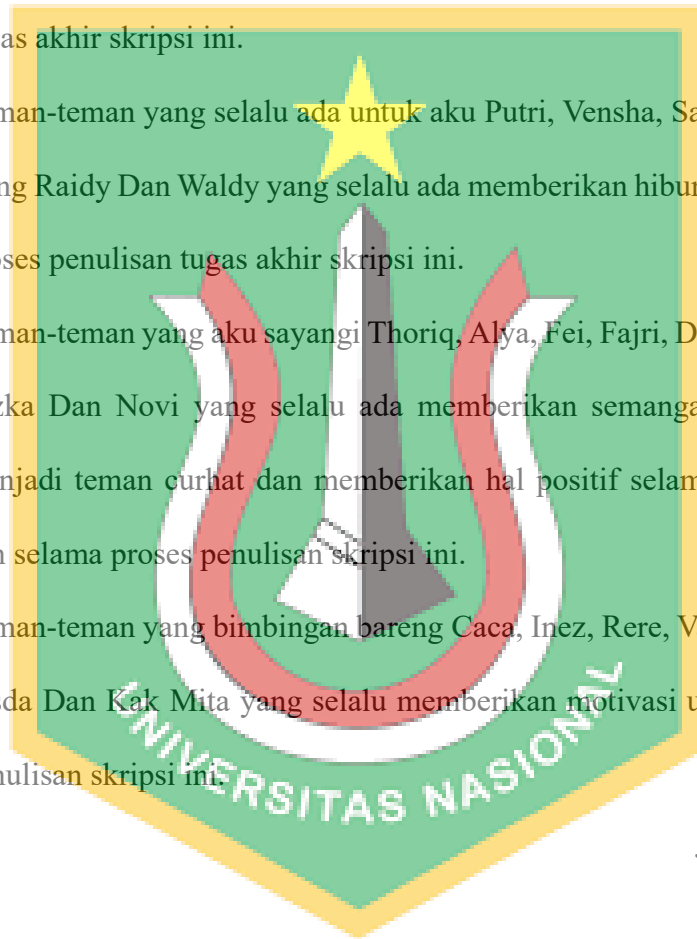 as akhir skripsi ini.
man-teman yang selalu ada untuk aku Putri, Vensha, Sa
ng Raidy Dan Waldy yang selalu ada memberikan hibur
oses penulisan tugas akhir skripsi ini.
man-teman yang aku sayangi Thoriq, Alya, Fei, Fajri, D
zka Dan Novi yang selalu ada memberikan semanga
njadi teman curhat dan memberikan hal positif selam
n selama proses penulisan skripsi ini.
man-teman yang bimbingan bareng Caca, Inez, Rere, V
sda Dan Kak Mita yang selalu memberikan motivasi u
nulisan skripsi ini.
UNIVERSITAS NASIONAL